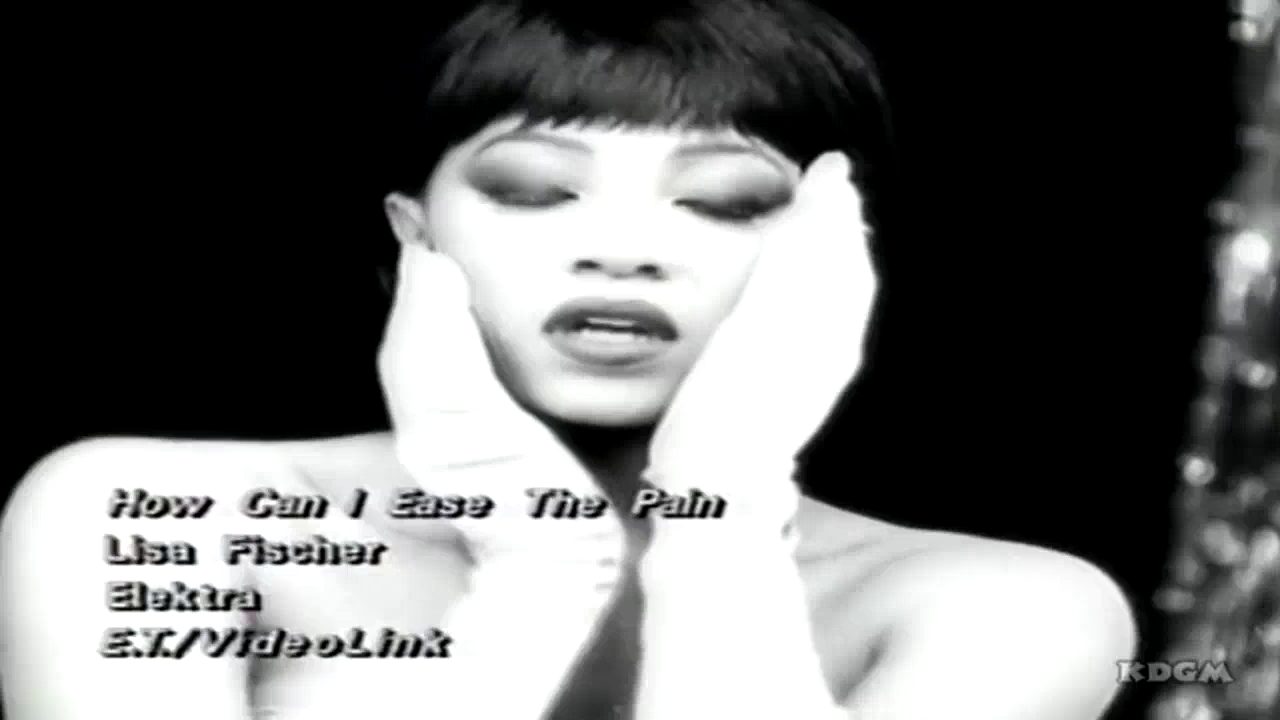 How Can I Ease The Pain
Lisa Fischer
Elektra
E.T./VideoLink
KDGM